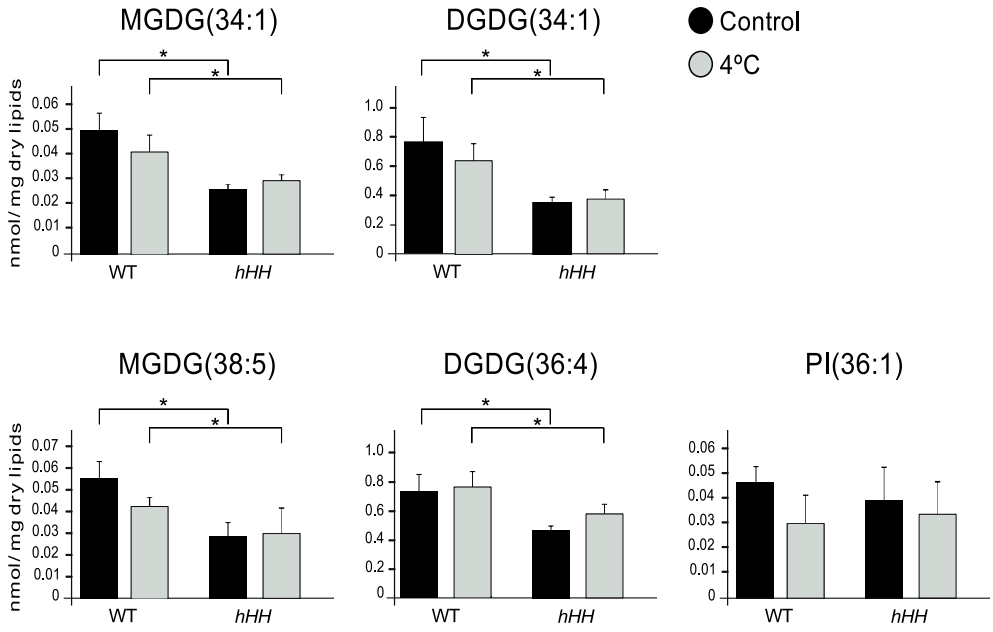 MGDG(34:1)
DGDG(34:1)
Control
4ºC
*
*
*
*
nmol/mg dry lipids
0.06
0.05
0.04
0.03
0.02
0.01
0
WT
hHH
1.0
0.8
0.6
0.4
0.2
0
WT
hHH
MGDG(38:5)
DGDG(36:4)
PI(36:1)
*
*
*
*
nmol/mg dry lipids
0.07
0.06
0.05
0.04
0.03
0.02
0.01
0
WT
hHH
1.0
0.8
0.6
0.4
0.2
0
WT
hHH
0.06
0.05
0.04
0.03
0.02
0.01
0
WT
hHH